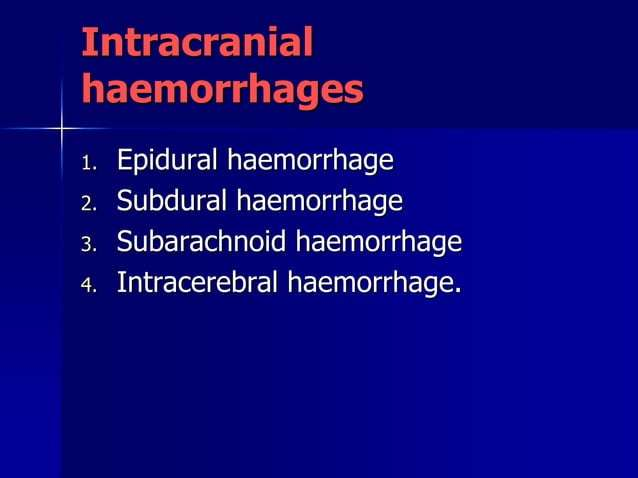 Intracranial
haemorrhages
1. Epidural haemorrhage
2. Subdural haemorrhage
3. Subarachnoid haemorrhage
4. Intracerebral haemorrhage.